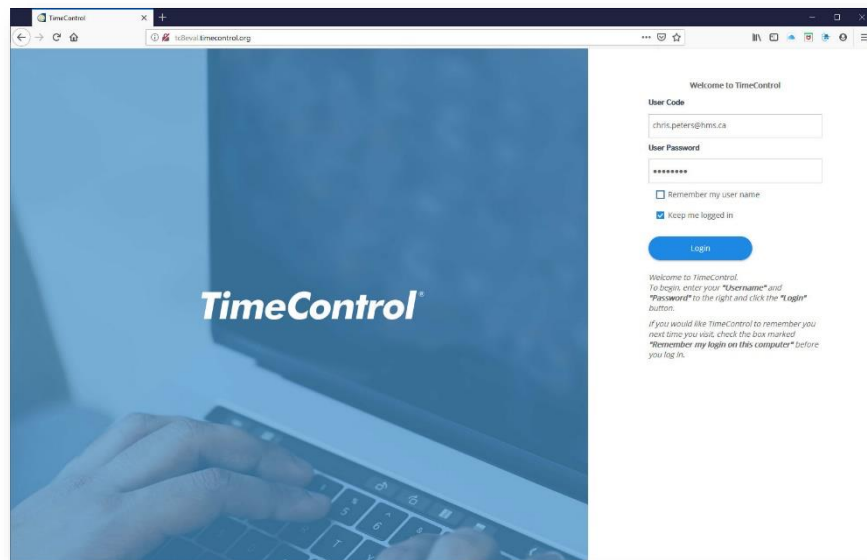 TimeControl
tc8eval.timecontrol.org
Welcome to TimeControl
User Code
chris.peters@hms.ca
User Password
Remember my user name
Keep me logged in
Login
Welcome to TimeControl.
To begin, enter your "Username" and
"Password" to the right and click the "Login"
button.
If you would like TimeControl to remember you
next time you visit, check the box marked
"Remember my login on this computer" before
you log in.
TimeControl®